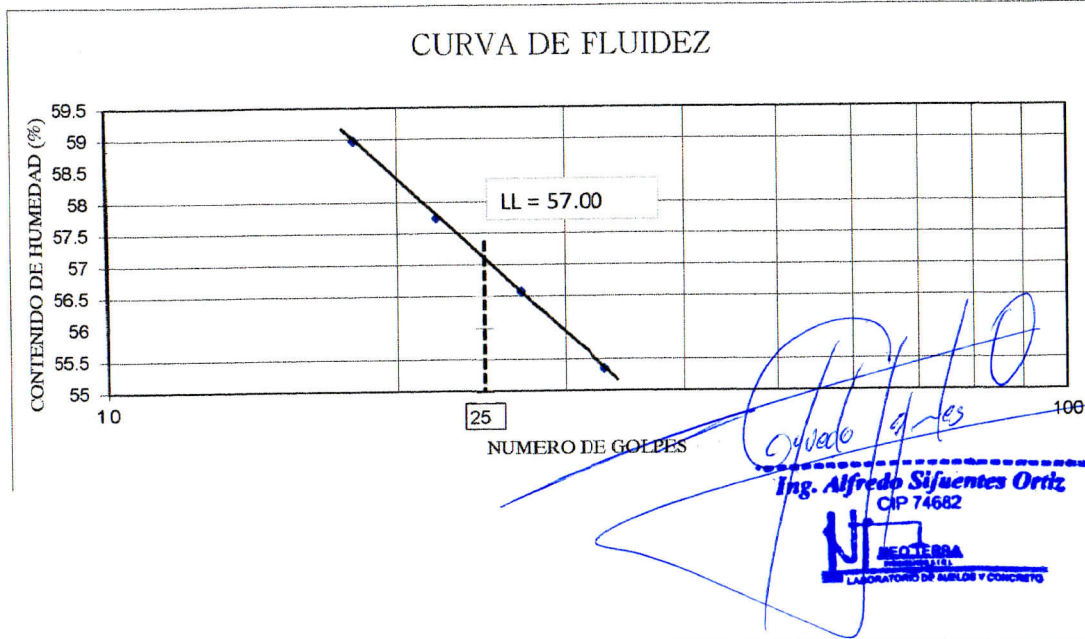 CURVA DE FLUIDEZ
CONTENIDO DE HUMEDAD (%)
59.5
59
58.5
58
57.5
57
56.5
56
55.5
55
LL = 57.00
10
25
100
NUMERO DE GOLPES
Ing. Alfredo Sifuentes Ortiz
CIP 74682
NEO TERRA
LABORATORIO DE SUELOS Y CONCRETO